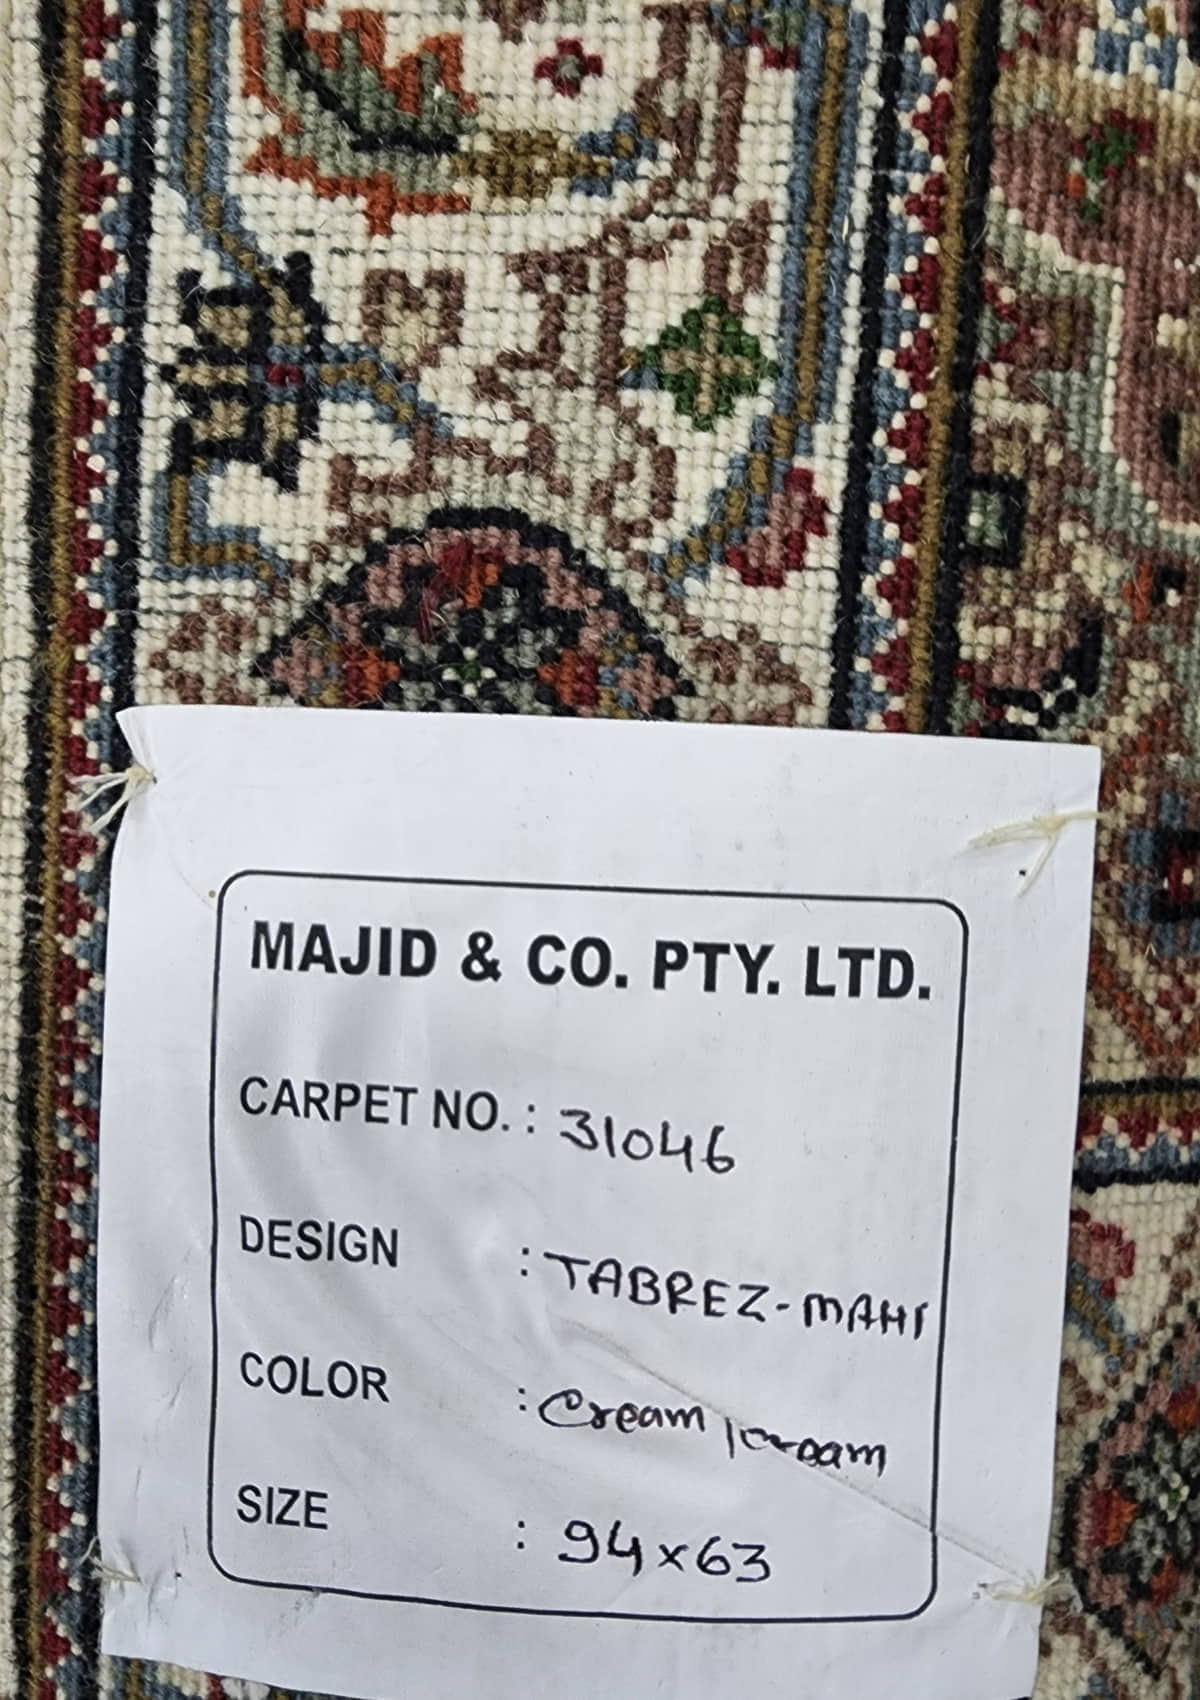 MAJID & CO. PTY. LTD.
CARPET NO. : 31046
DESIGN : TABREZ-MAHI
COLOR : Cream / cream
SIZE : 94x63